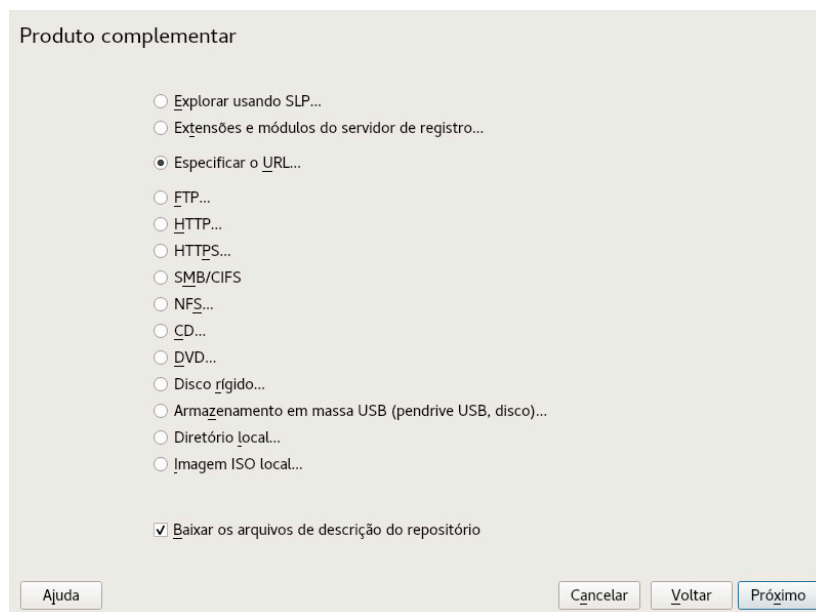 Produto complementar
Explorar usando SLP...
Extensões e módulos do servidor de registro...
Especificar o URL...
FTP...
HTTP...
HTTPS...
SMB/CIFS
NFS...
CD...
DVD...
Disco rígido...
Armazenamento em massa USB (pendrive USB, disco)...
Diretório local...
Imagem ISO local...
Baixar os arquivos de descrição do repositório
Ajuda Cancelar Voltar Próximo